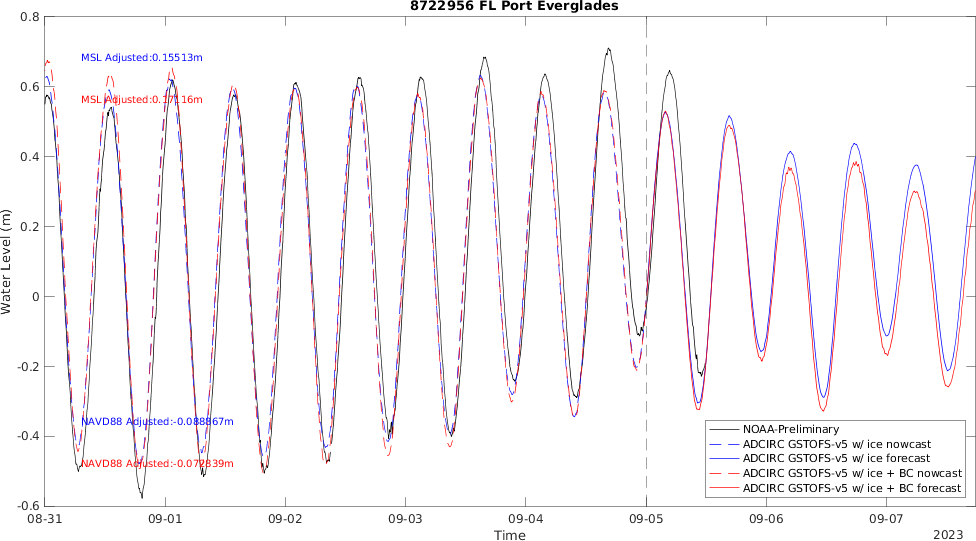 8722956 FL Port Everglades
Water Level (m)
0.8
0.6
0.4
0.2
0
-0.2
-0.4
-0.6
MSL Adjusted:0.15513m
MSL Adjusted:0.17116m
NAVD88 Adjusted:-0.088867m
NAVD88 Adjusted:-0.072839m
NOAA-Preliminary
ADCIRC GSTOFS-v5 w/ ice nowcast
ADCIRC GSTOFS-v5 w/ ice forecast
ADCIRC GSTOFS-v5 w/ ice + BC nowcast
ADCIRC GSTOFS-v5 w/ ice + BC forecast
08-31 09-01 09-02 09-03 09-04 09-05 09-06 09-07
Time
2023